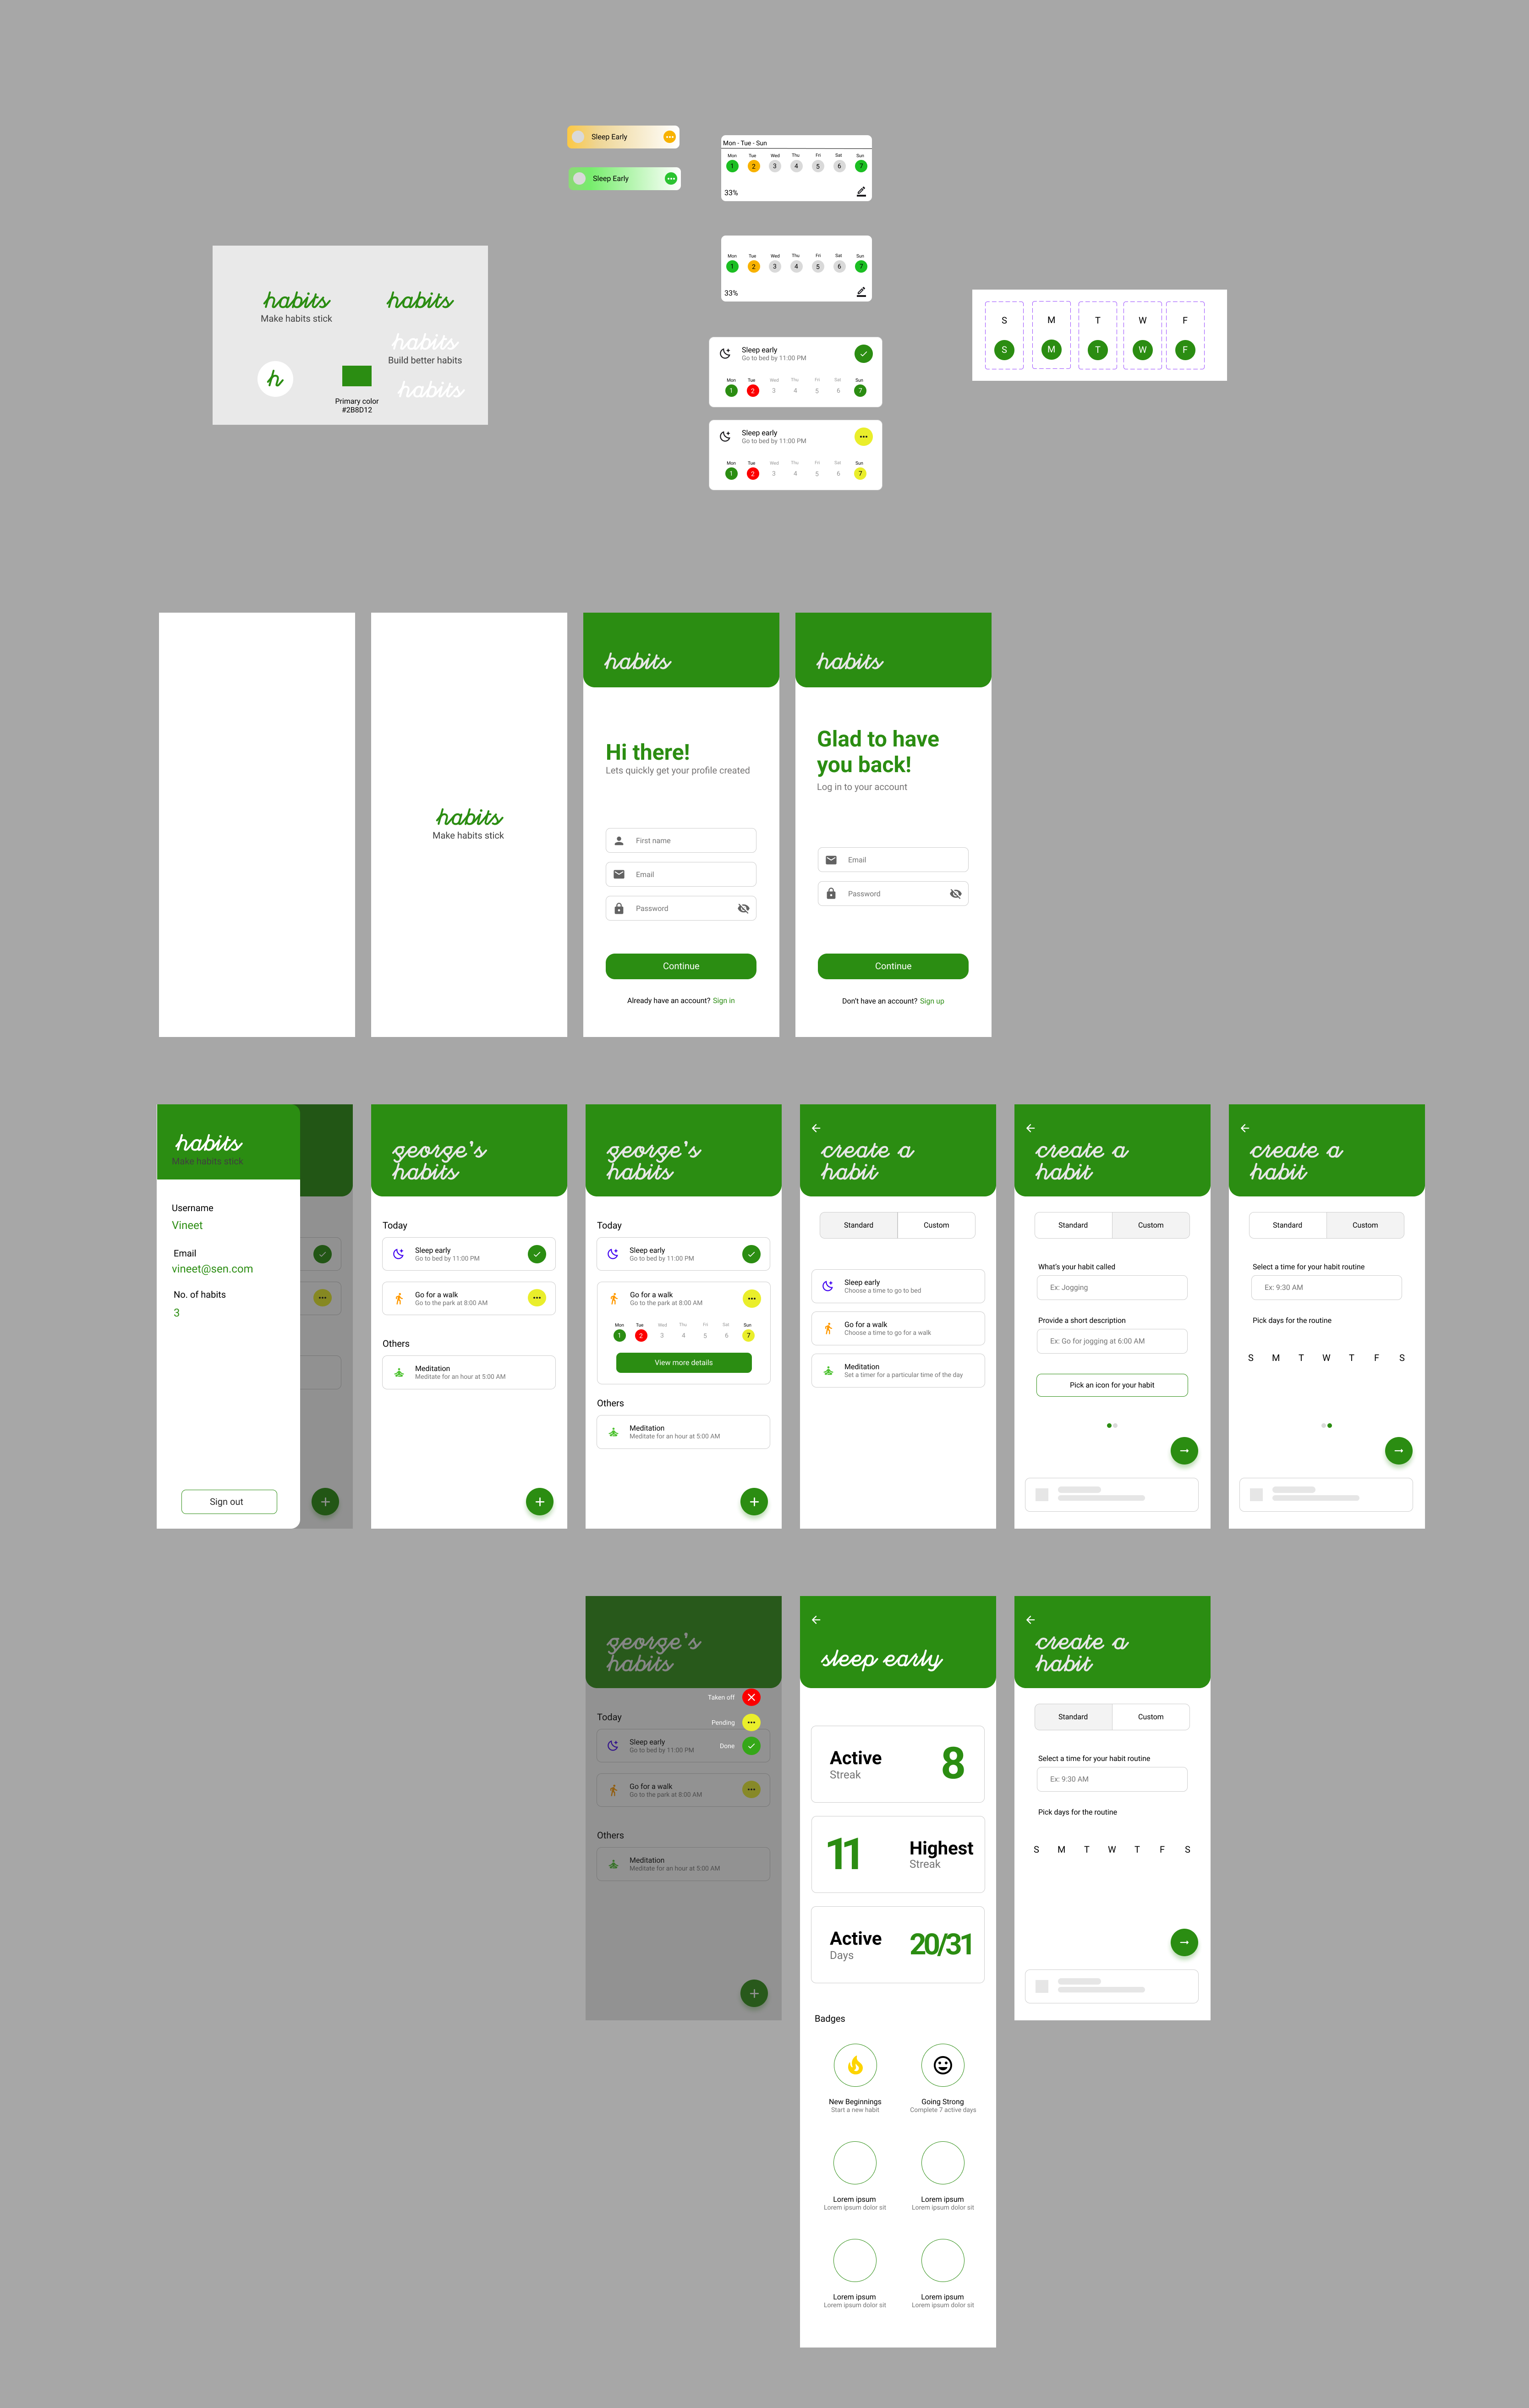 Sleep Early
Sleep Early
Mon - Tue - Sun
Mon Tue Wed Thu Fri Sat Sun
1 2 3 4 5 6 7
33%
Mon Tue Wed Thu Fri Sat Sun
1 2 3 4 5 6 7
33%
habits
Make habits stick
habits
habits
Build better habits
h
habits
Primary color
#2B8D12
S M T W F
S M T W F
Sleep early
Go to bed by 11:00 PM
Mon Tue Wed Thu Fri Sat Sun
1 2 3 4 5 6 7
Sleep early
Go to bed by 11:00 PM
Mon Tue Wed Thu Fri Sat Sun
1 2 3 4 5 6 7
habits
Make habits stick
habits
Hi there!
Lets quickly get your profile created
First name
Email
Password
Continue
Already have an account? Sign in
habits
Glad to have
you back!
Log in to your account
Email
Password
Continue
Don't have an account? Sign up
habits
Make habits stick
Username
Vineet
Email
vineet@sen.com
No. of habits
3
Sign out
george's
habits
Today
Sleep early
Go to bed by 11:00 PM
Go for a walk
Go to the park at 8:00 AM
Others
Meditation
Meditate for an hour at 5:00 AM
george's
habits
Today
Sleep early
Go to bed by 11:00 PM
Go for a walk
Go to the park at 8:00 AM
Mon Tue Wed Thu Fri Sat Sun
1 2 3 4 5 6 7
View more details
Others
Meditation
Meditate for an hour at 5:00 AM
create a
habit
Standard Custom
Sleep early
Choose a time to go to bed
Go for a walk
Choose a time to go for a walk
Meditation
Set a timer for a particular time of the day
create a
habit
Standard Custom
What's your habit called
Ex: Jogging
Provide a short description
Ex: Go for jogging at 6:00 AM
Pick an icon for your habit
create a
habit
Standard Custom
Select a time for your habit routine
Ex: 9:30 AM
Pick days for the routine
S M T W T F S
george's
habits
Taken off
Today
Pending
Sleep early
Go to bed by 11:00 PM
Done
Go for a walk
Go to the park at 8:00 AM
Others
Meditation
Meditate for an hour at 5:00 AM
sleep early
Active
Streak
8
11
Highest
Streak
Active
Days
20/31
Badges
New Beginnings
Start a new habit
Going Strong
Complete 7 active days
Lorem ipsum
Lorem ipsum dolor sit
Lorem ipsum
Lorem ipsum dolor sit
Lorem ipsum
Lorem ipsum dolor sit
Lorem ipsum
Lorem ipsum dolor sit
create a
habit
Standard Custom
Select a time for your habit routine
Ex: 9:30 AM
Pick days for the routine
S M T W T F S